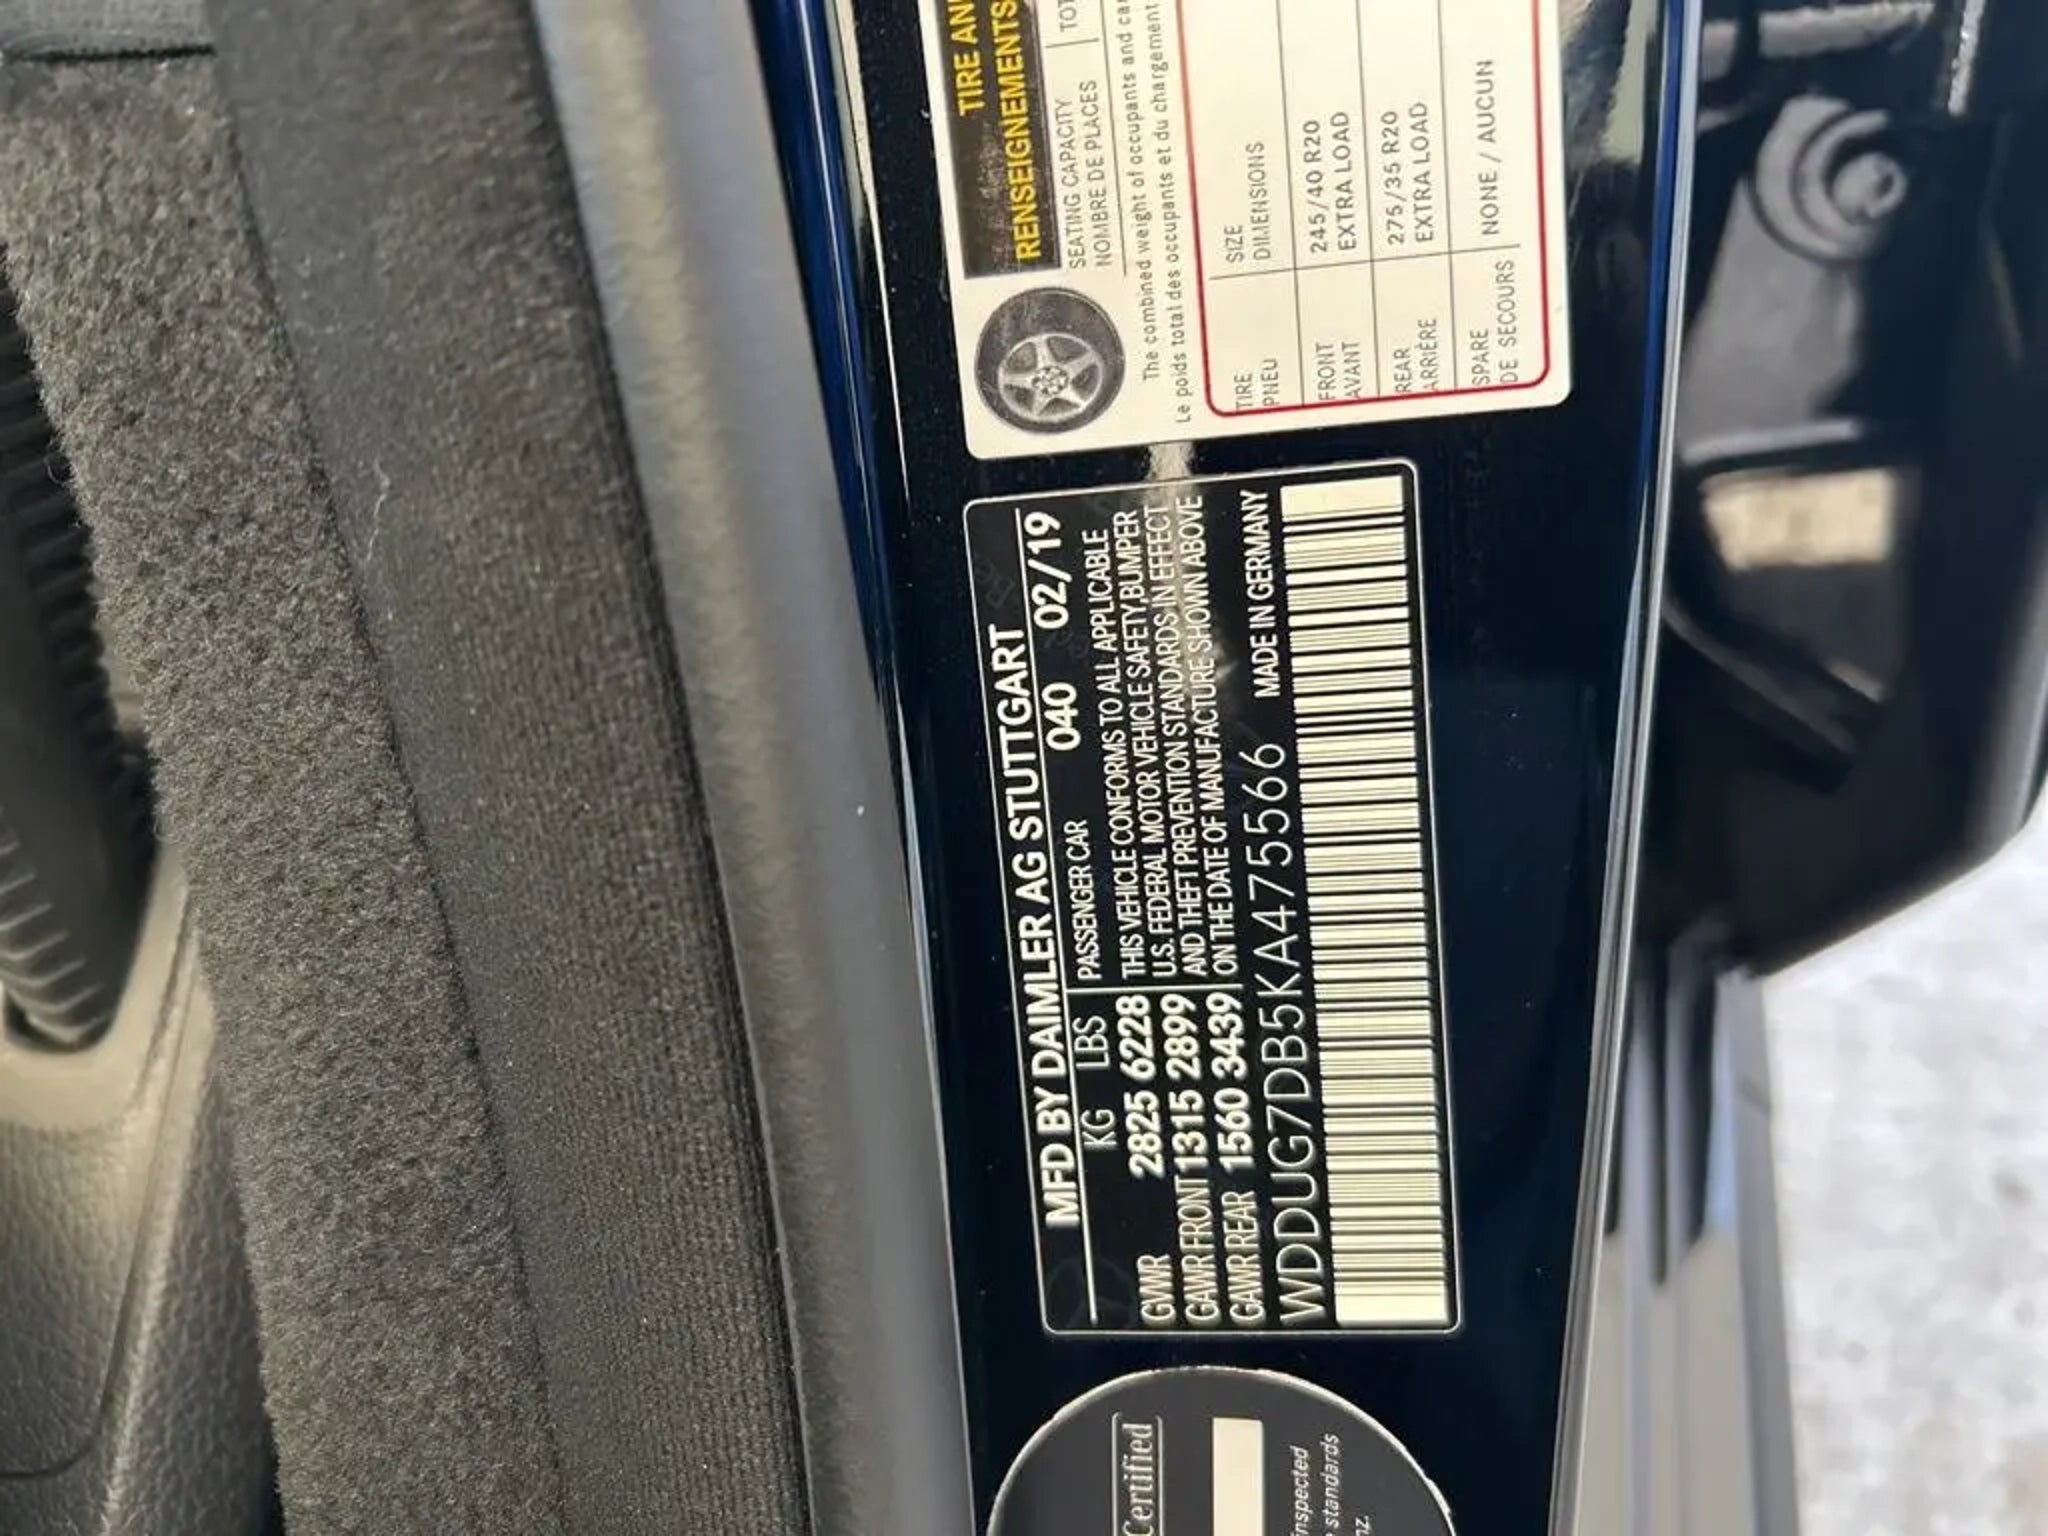 TIRE AN
RENSEIGNEMENTS
SEATING CAPACITY
NOMBRE DE PLACES
The combined weight of occupants and
Le poids total des occupants et du chargement
TIRE
PNEU
SIZE
DIMENSIONS
FRONT
AVANT
245/40 R20
EXTRA LOAD
REAR
ARRIÈRE
275/35 R20
EXTRA LOAD
SPARE
DE SECOURS
NONE / AUCUN
MFD BY DAIMLER AG STUTTGART
KG LBS PASSENGER CAR 040 02/19
GVWR 2825 6228
GAWR FRONT 1315 2899
GAWR REAR 1560 3439
THIS VEHICLE CONFORMS TO ALL APPLICABLE
U.S. FEDERAL MOTOR VEHICLE SAFETY,BUMPER
AND THEFT PREVENTION STANDARDS IN EFFECT
ON THE DATE OF MANUFACTURE SHOWN ABOVE
WDDUG7DB5KA475566 MADE IN GERMANY
Certified
inspected
standards